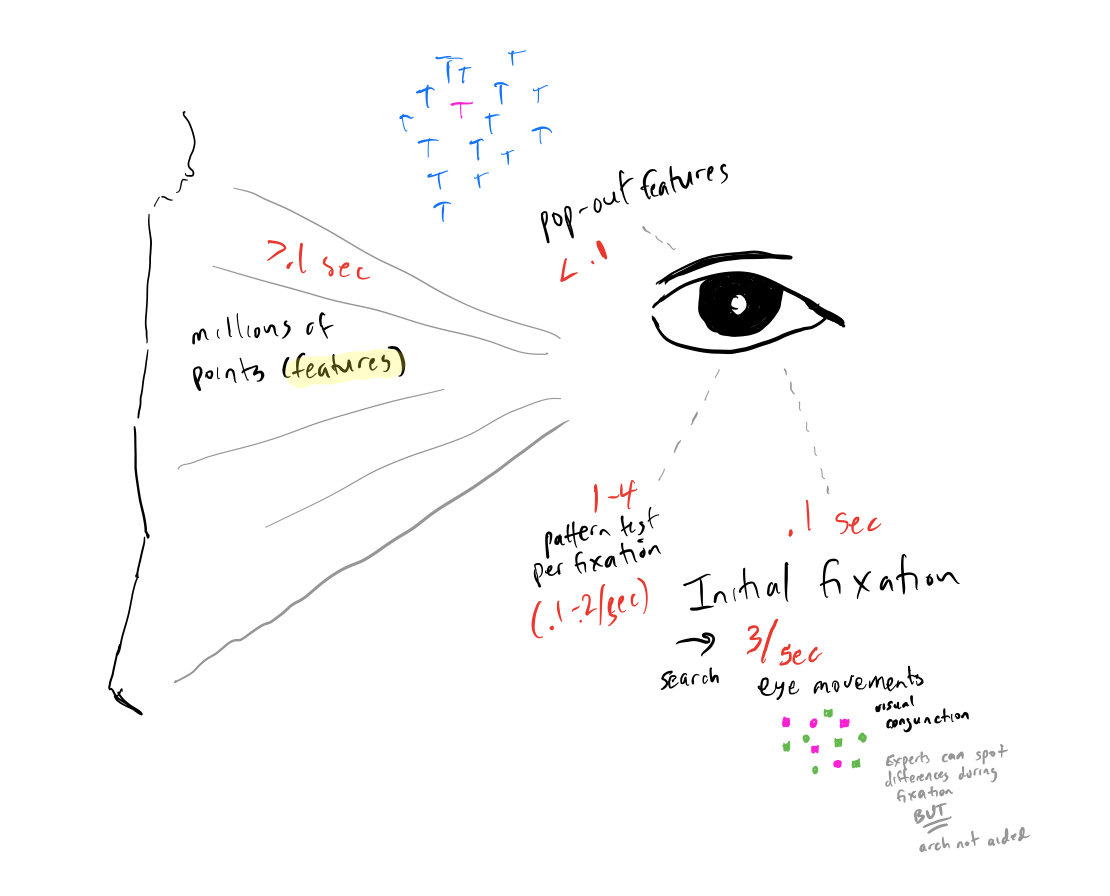 T T T
T T T
T
T T
T T
T T T
T T
T
pop-out features
< .1
>.1 sec
millions of
points (features)
1-4
pattern test
per fixation
(.1-.2/sec)
.1 sec
Initial fixation
→ 3/sec
search eye movements
visual
conjunction
Experts can spot
differences during
fixation
BUT
arch not aided